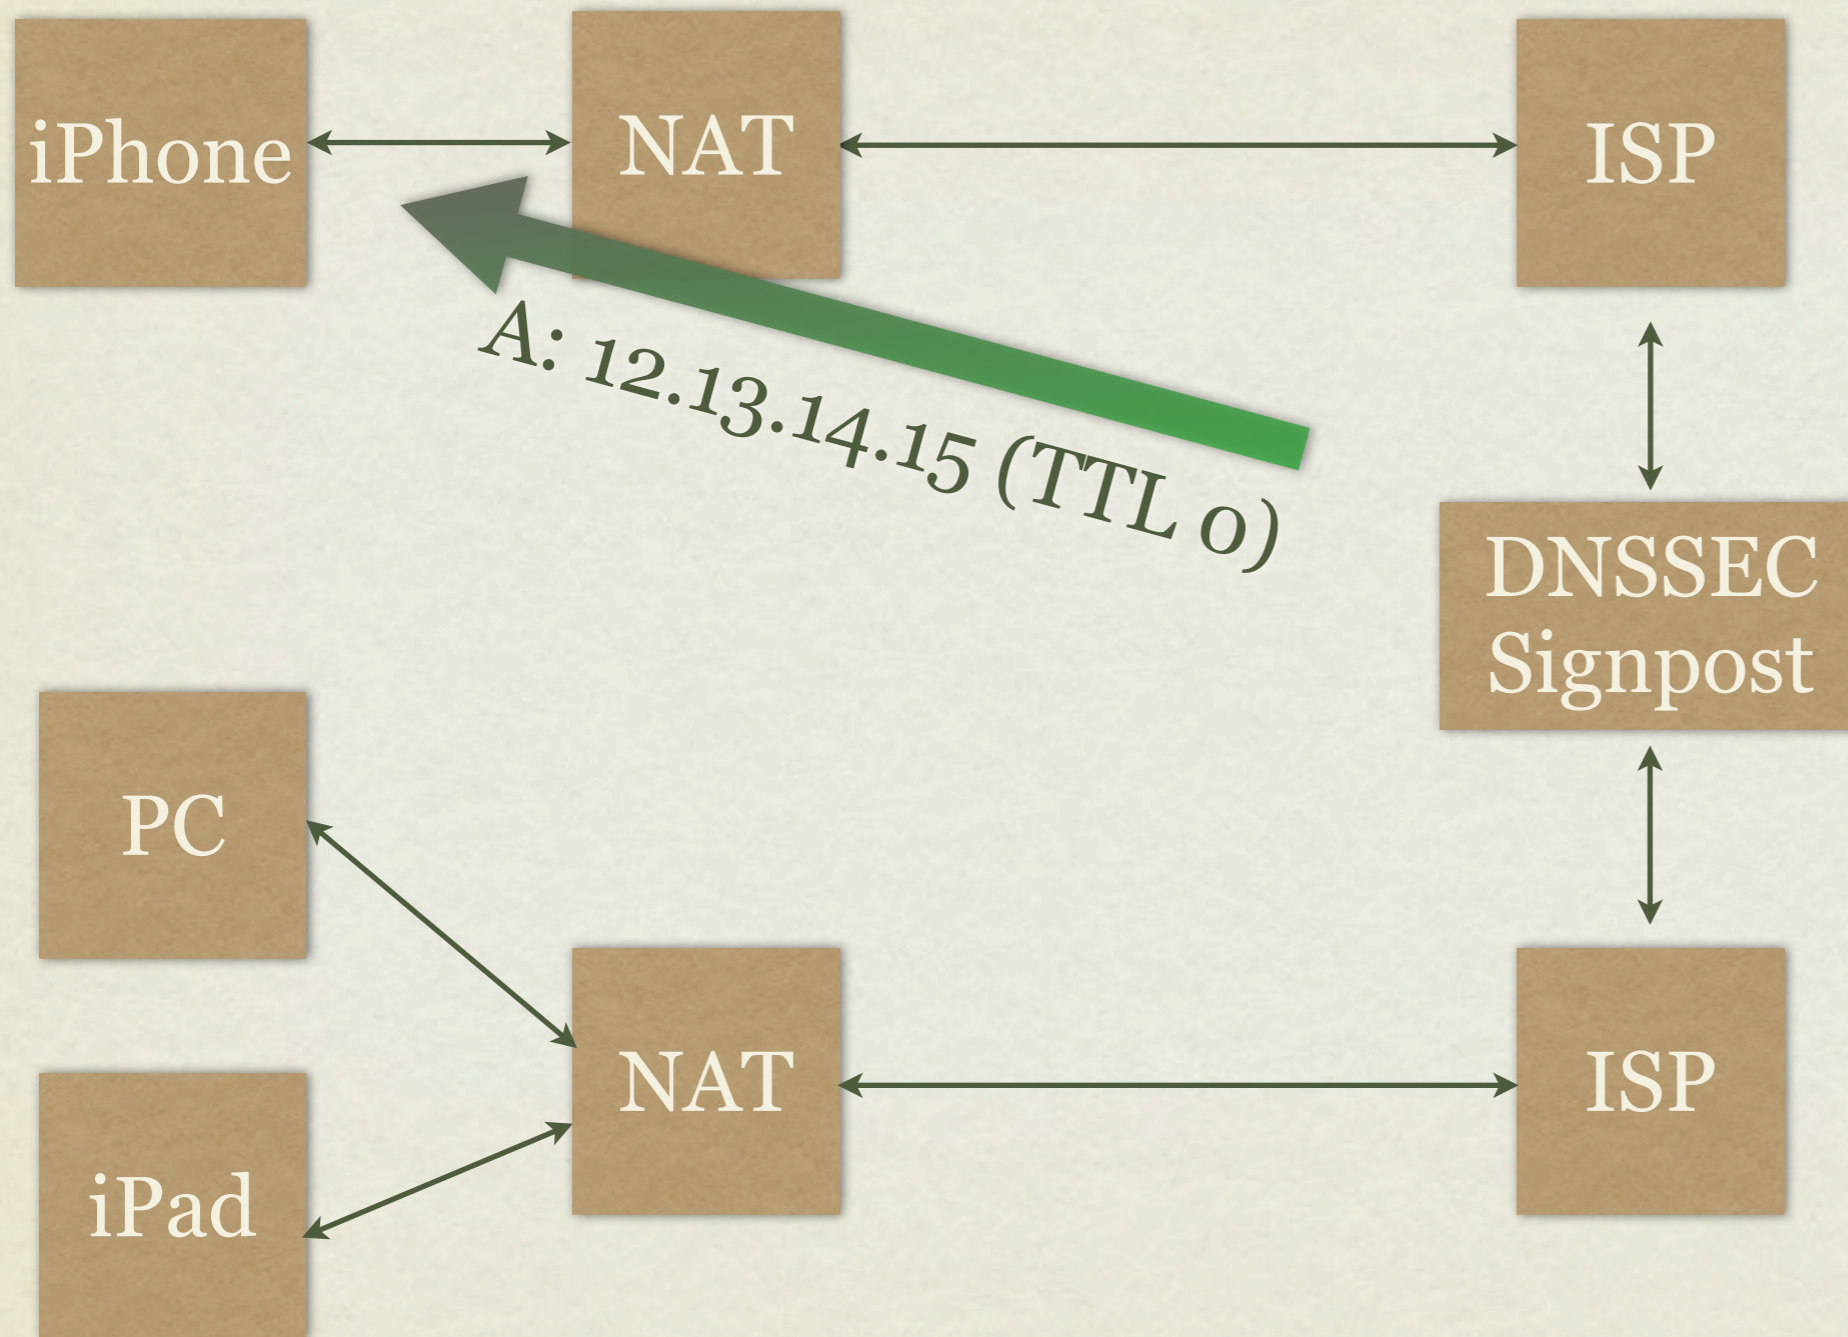 iPhone
NAT
ISP
A: 12.13.14.15 (TTL 0)
DNSSEC
Signpost
PC
NAT
ISP
iPad